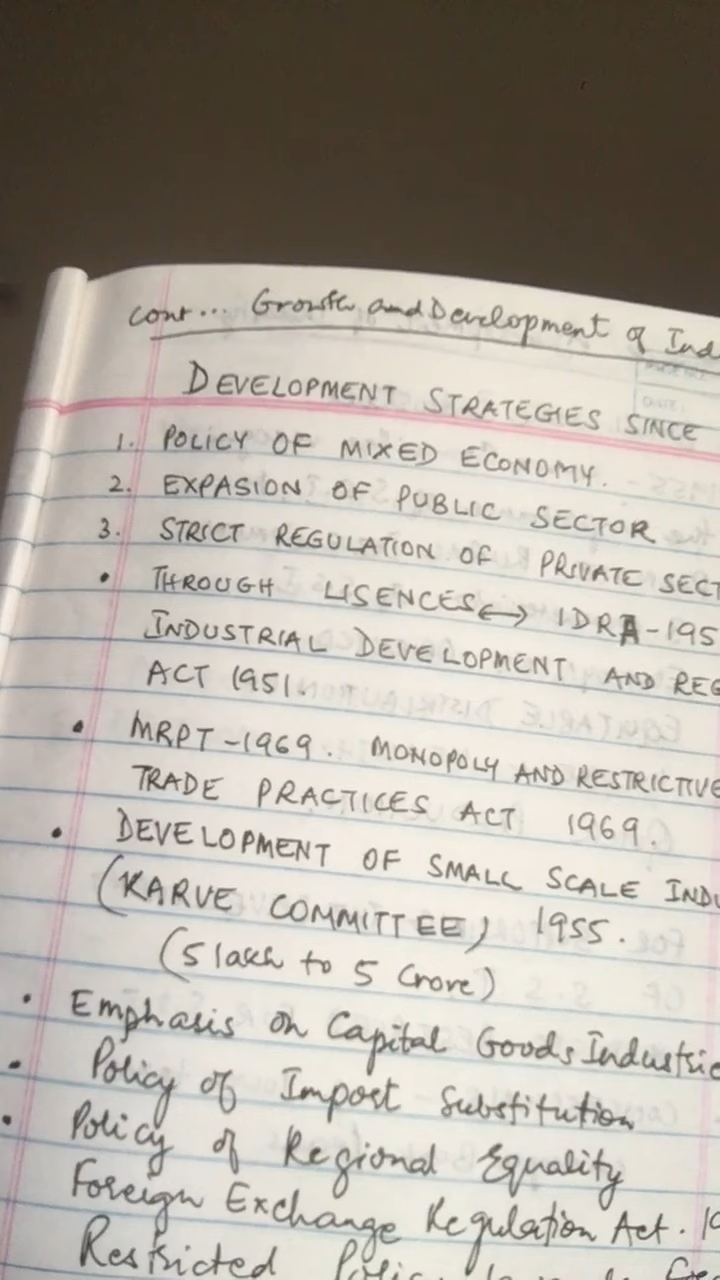 Cont... Growth and Development of Ind
DEVELOPMENT STRATEGIES SINCE
1. POLICY OF MIXED ECONOMY.
2. EXPASION OF PUBLIC SECTOR
3. STRICT REGULATION OF PRIVATE SECT
• THROUGH LISENCES ↔ IDRA-195
INDUSTRIAL DEVELOPMENT AND REG
ACT 1951.
• MRPT-1969. MONOPOLY AND RESTRICTIVE
TRADE PRACTICES ACT 1969.
• DEVELOPMENT OF SMALL SCALE INDU
(KARVE COMMITTEE) 1955.
(5 lakh to 5 Crore)
• Emphasis on Capital Goods Industrie
• Policy of Import Substitution
• Policy of Regional Equality
Foreign Exchange Regulation Act. 19
Restricted